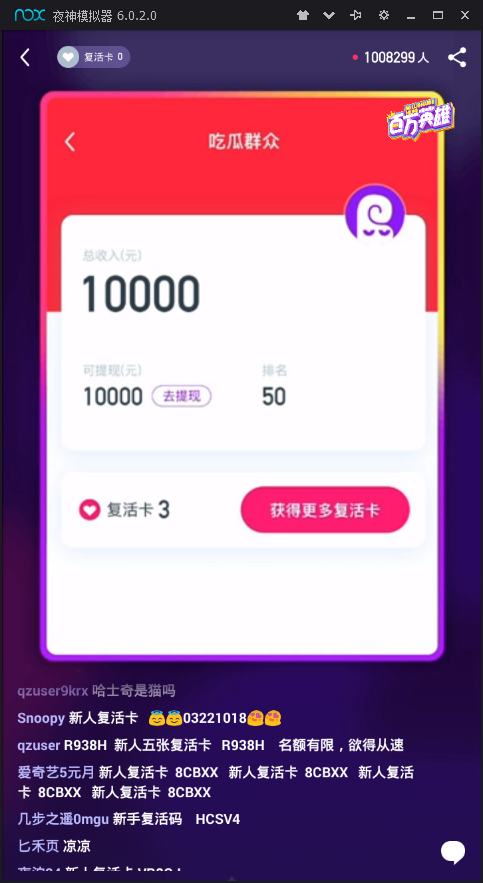 nox 夜神模拟器 6.0.2.0
复活卡 0
1008299 人
百万英雄
吃瓜群众
总收入(元)
10000
可提现(元) 排名
10000 去提现 50
复活卡 3 获得更多复活卡
qzuser9krx 哈士奇是猫吗
Snoopy 新人复活卡 😇😇03221018🥰🥰
qzuser R938H 新人五张复活卡 R938H 名额有限，欲得从速
爱奇艺5元月 新人复活卡 8CBXX 新人复活卡 8CBXX 新人复活
卡 8CBXX 新人复活卡 8CBXX
几步之遥0mgu 新手复活码 HCSV4
匕禾页 凉凉
新人复活卡